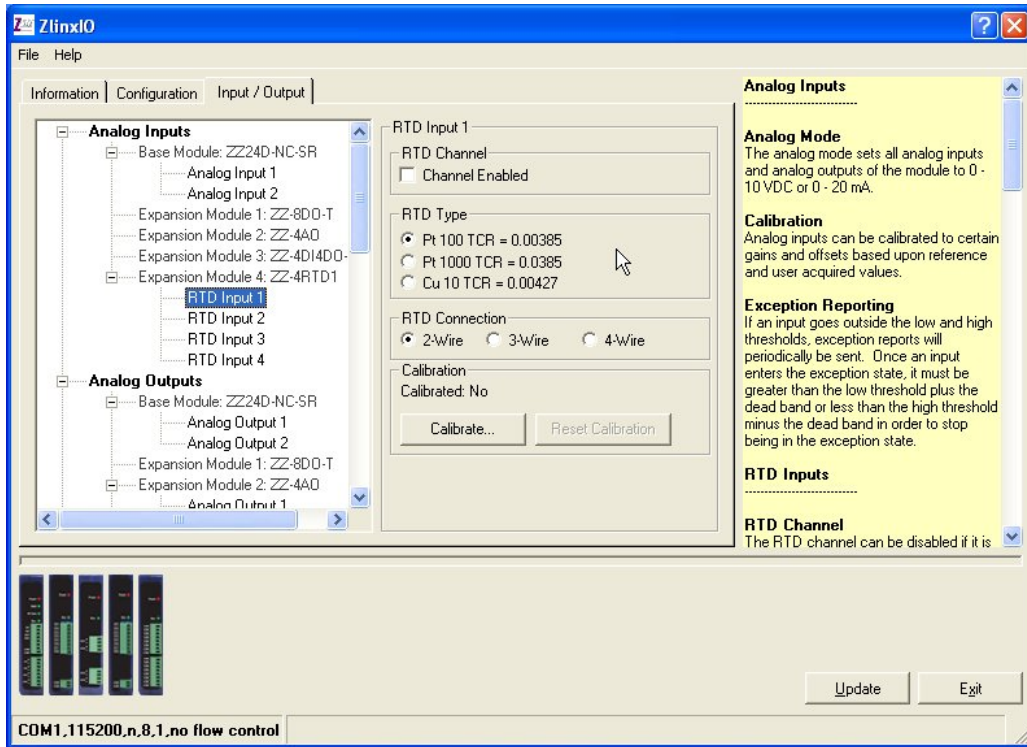 ZlinxIO
File Help
Information
Configuration
Input / Output
Analog Inputs
Base Module: ZZ24D-NC-SR
Analog Input 1
Analog Input 2
Expansion Module 1: ZZ-8DO-T
Expansion Module 2: ZZ-4AO
Expansion Module 3: ZZ-4DI4DO-
Expansion Module 4: ZZ-4RTD1
RTD Input 1
RTD Input 2
RTD Input 3
RTD Input 4
Analog Outputs
Base Module: ZZ24D-NC-SR
Analog Output 1
Analog Output 2
Expansion Module 1: ZZ-8DO-T
Expansion Module 2: ZZ-4AO
Analog Output 1
RTD Input 1
RTD Channel
Channel Enabled
RTD Type
Pt 100 TCR = 0.00385
Pt 1000 TCR = 0.0385
Cu 10 TCR = 0.00427
RTD Connection
2-Wire 3-Wire 4-Wire
Calibration
Calibrated: No
Calibrate... Reset Calibration
Analog Inputs
----------------------------
Analog Mode
The analog mode sets all analog inputs
and analog outputs of the module to 0 -
10 VDC or 0 - 20 mA.
Calibration
Analog inputs can be calibrated to certain
gains and offsets based upon reference
and user acquired values.
Exception Reporting
If an input goes outside the low and high
thresholds, exception reports will
periodically be sent. Once an input
enters the exception state, it must be
greater than the low threshold plus the
dead band or less than the high threshold
minus the dead band in order to stop
being in the exception state.
RTD Inputs
----------------------------
RTD Channel
The RTD channel can be disabled if it is
Update Exit
COM1,115200,n,8,1,no flow control